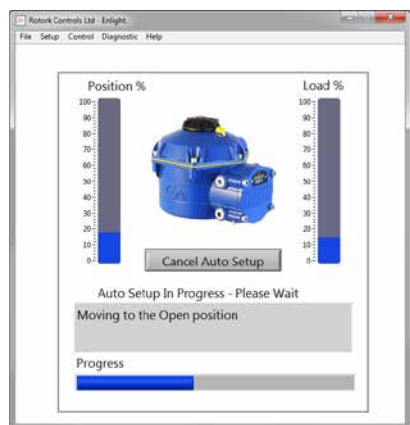 Rotork Controls Ltd - Enlight.
File Setup Control Diagnostic Help
Position % Load %
100 100
90 90
80 80
70 70
60 60
50 50
40 40
30 30
20 20
10 10
0 0
Cancel Auto Setup
Auto Setup In Progress - Please Wait
Moving to the Open position
Progress